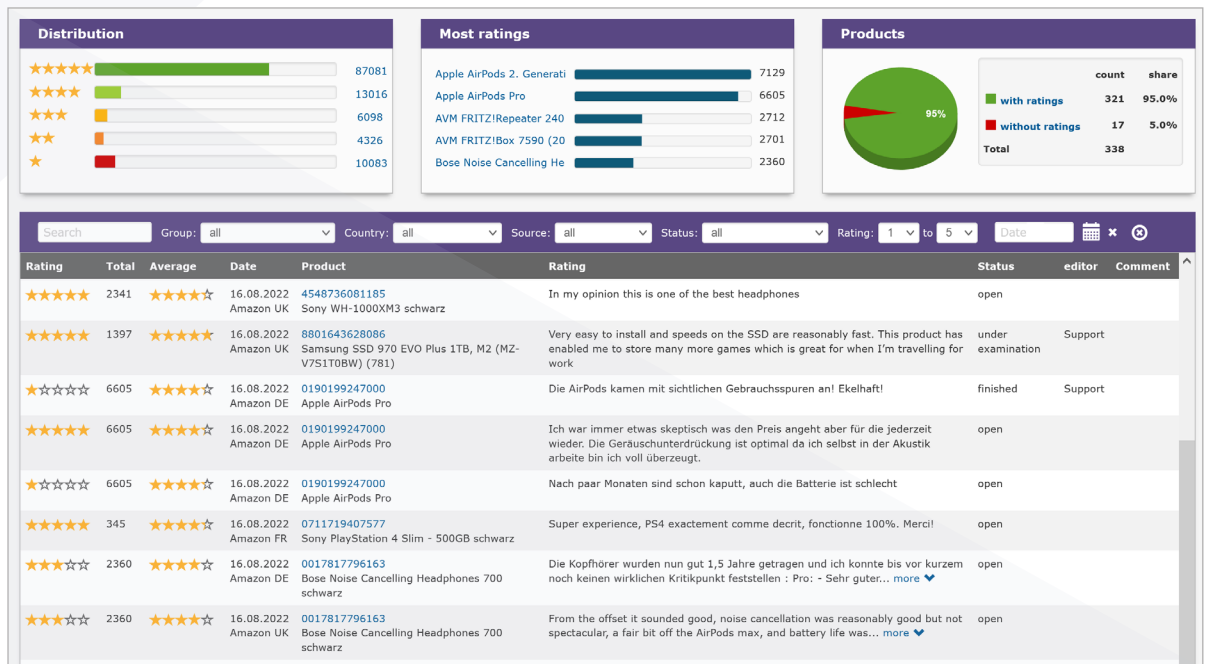 Distribution
87081
13016
6098
4326
10083
Most ratings
Apple AirPods 2. Generati 7129
Apple AirPods Pro 6605
AVM FRITZ!Repeater 240 2712
AVM FRITZ!Box 7590 (20 2701
Bose Noise Cancelling He 2360
Products
95%
count share
with ratings 321 95.0%
without ratings 17 5.0%
Total 338
Search Group: all Country: all Source: all Status: all Rating: 1 to 5 Date
Rating Total Average Date Product Rating Status editor Comment
2341 16.08.2022 4548736081185 In my opinion this is one of the best headphones open
Amazon UK Sony WH-1000XM3 schwarz
1397 16.08.2022 8801643628086 Very easy to install and speeds on the SSD are reasonably fast. This product has under Support
Amazon UK Samsung SSD 970 EVO Plus 1TB, M2 (MZ- enabled me to store many more games which is great for when I'm travelling for examination
V7S1T0BW) (781) work
6605 16.08.2022 0190199247000 Die AirPods kamen mit sichtlichen Gebrauchsspuren an! Ekelhaft! finished Support
Amazon DE Apple AirPods Pro
6605 16.08.2022 0190199247000 Ich war immer etwas skeptisch was den Preis angeht aber für die jederzeit open
Amazon DE Apple AirPods Pro wieder. Die Geräuschunterdrückung ist optimal da ich selbst in der Akustik
arbeite bin ich voll überzeugt.
6605 16.08.2022 0190199247000 Nach paar Monaten sind schon kaputt, auch die Batterie ist schlecht open
Amazon DE Apple AirPods Pro
345 16.08.2022 0711719407577 Super experience, PS4 exactement comme decrit, fonctionne 100%. Merci! open
Amazon FR Sony PlayStation 4 Slim - 500GB schwarz
2360 16.08.2022 0017817796163 Die Kopfhörer wurden nun gut 1,5 Jahre getragen und ich konnte bis vor kurzem open
Amazon DE Bose Noise Cancelling Headphones 700 noch keinen wirklichen Kritikpunkt feststellen : Pro: - Sehr guter... more
schwarz
2360 16.08.2022 0017817796163 From the offset it sounded good, noise cancellation was reasonably good but not open
Amazon UK Bose Noise Cancelling Headphones 700 spectacular, a fair bit off the AirPods max, and battery life was... more
schwarz